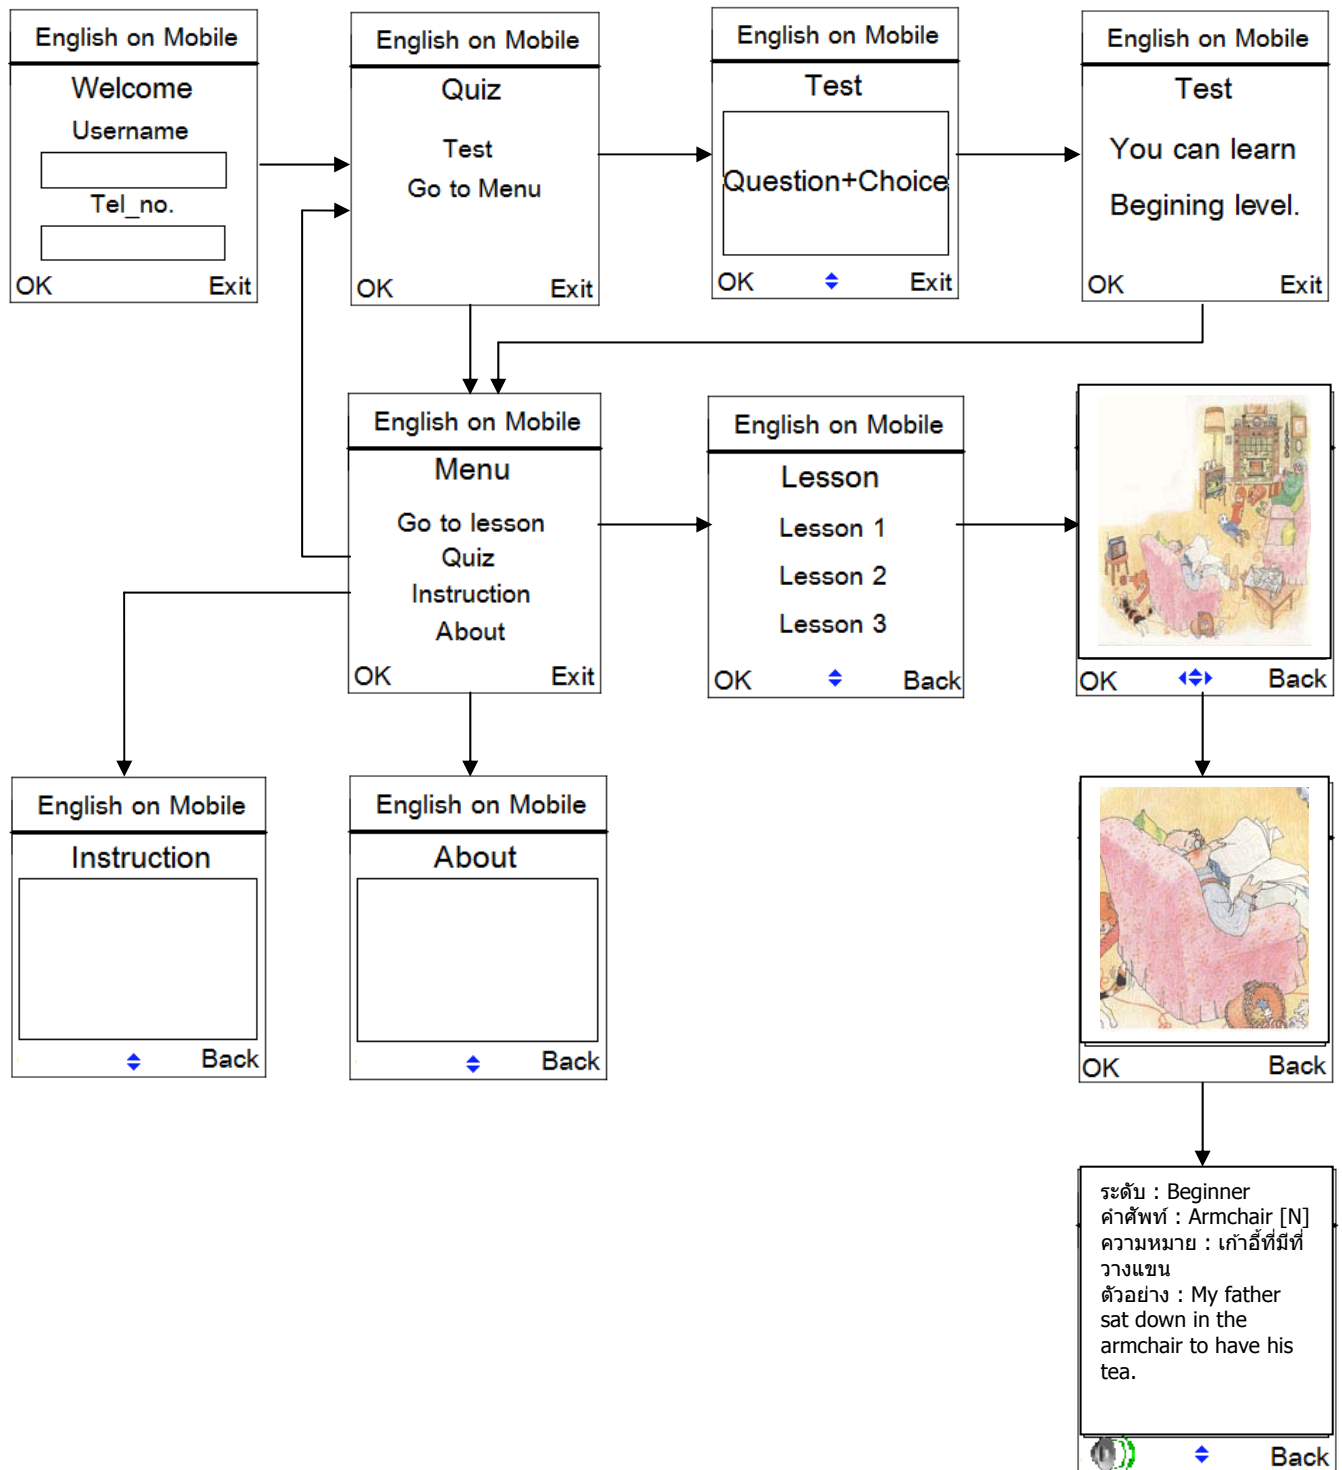 English on Mobile
Welcome
Username
Tel_no.
OK Exit
English on Mobile
Quiz
Test
Go to Menu
OK Exit
English on Mobile
Test
Question+Choice
OK Exit
English on Mobile
Test
You can learn
Begining level.
OK Exit
English on Mobile
Menu
Go to lesson
Quiz
Instruction
About
OK Exit
English on Mobile
Lesson
Lesson 1
Lesson 2
Lesson 3
OK Back
OK Back
English on Mobile
Instruction
Back
English on Mobile
About
Back
OK Back
ระดับ : Beginner
คำศัพท์ : Armchair [N]
ความหมาย : เก้าอี้ที่มีที่
วางแขน
ตัวอย่าง : My father
sat down in the
armchair to have his
tea.
Back